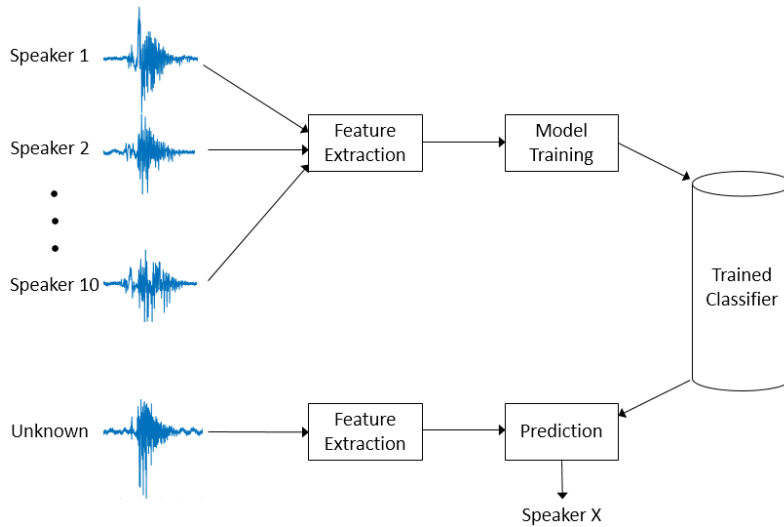 Speaker 1
Speaker 2
Speaker 10
Feature
Extraction
Model
Training
Trained
Classifier
Unknown
Feature
Extraction
Prediction
Speaker X